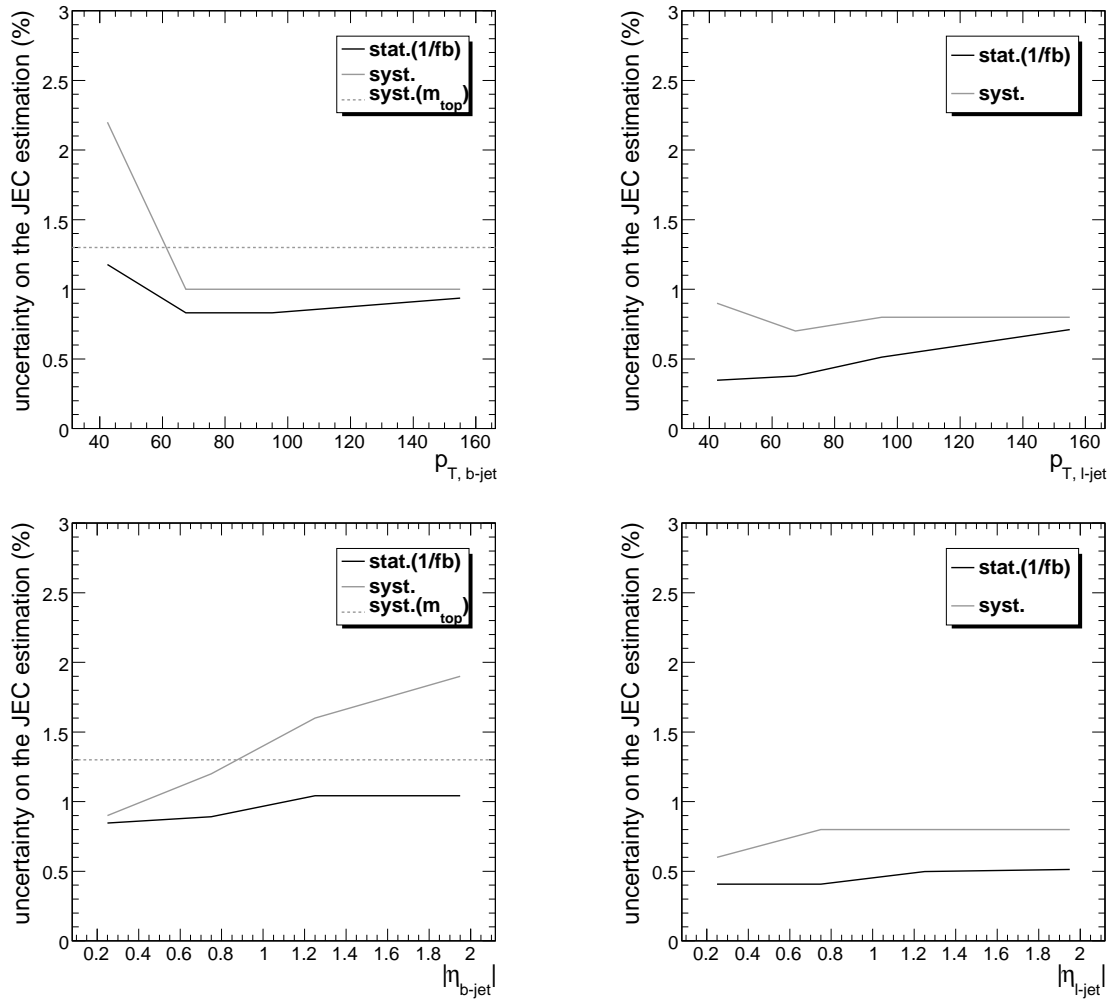 uncertainty on the JEC estimation (%)
3
2.5
2
1.5
1
0.5
0
stat.(1/fb)
syst.
syst.(m_top)
40 60 80 100 120 140 160
p_T, b-jet
uncertainty on the JEC estimation (%)
3
2.5
2
1.5
1
0.5
0
stat.(1/fb)
syst.
40 60 80 100 120 140 160
p_T, l-jet
uncertainty on the JEC estimation (%)
3
2.5
2
1.5
1
0.5
0
stat.(1/fb)
syst.
syst.(m_top)
0.2 0.4 0.6 0.8 1 1.2 1.4 1.6 1.8 2
|η_b-jet|
uncertainty on the JEC estimation (%)
3
2.5
2
1.5
1
0.5
0
stat.(1/fb)
syst.
0.2 0.4 0.6 0.8 1 1.2 1.4 1.6 1.8 2
|η_l-jet|